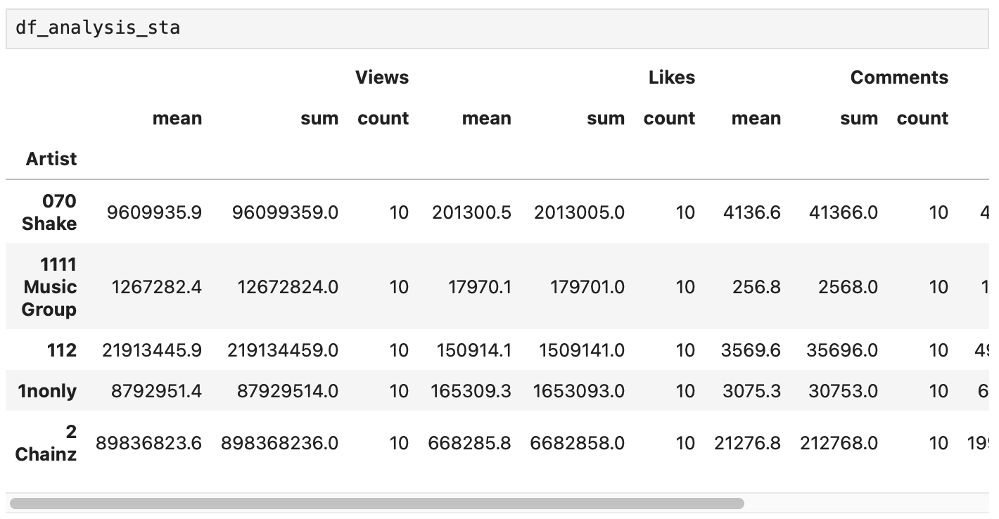 df_analysis_sta
Views Likes Comments
mean sum count mean sum count mean sum count
Artist
070
Shake 9609935.9 96099359.0 10 201300.5 2013005.0 10 4136.6 41366.0 10
1111
Music 1267282.4 12672824.0 10 17970.1 179701.0 10 256.8 2568.0 10
Group
112 21913445.9 219134459.0 10 150914.1 1509141.0 10 3569.6 35696.0 10
1nonly 8792951.4 87929514.0 10 165309.3 1653093.0 10 3075.3 30753.0 10
2
Chainz 89836823.6 898368236.0 10 668285.8 6682858.0 10 21276.8 212768.0 10